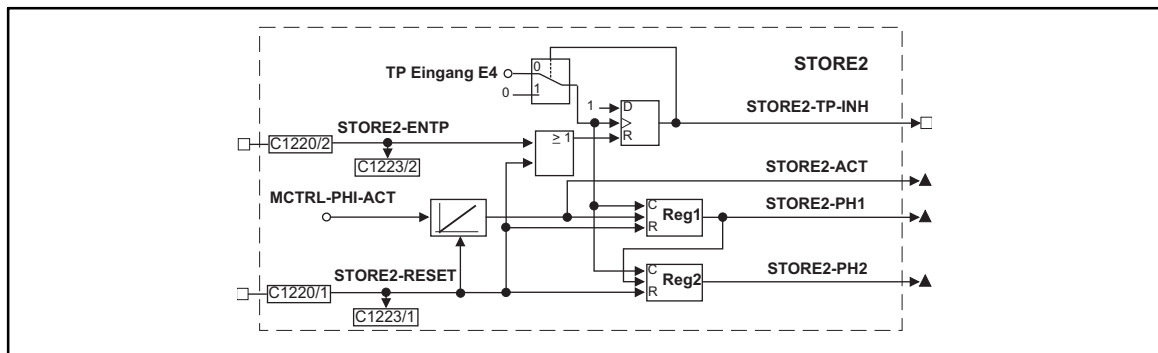 STORE2
TP Eingang E4
0
0
1
STORE2-TP-INH
1
D
R
STORE2-ENTP
≥ 1
C1220/2
C1223/2
STORE2-ACT
MCTRL-PHI-ACT
C
Reg1
R
STORE2-PH1
STORE2-RESET
C
Reg2
R
STORE2-PH2
C1220/1
C1223/1